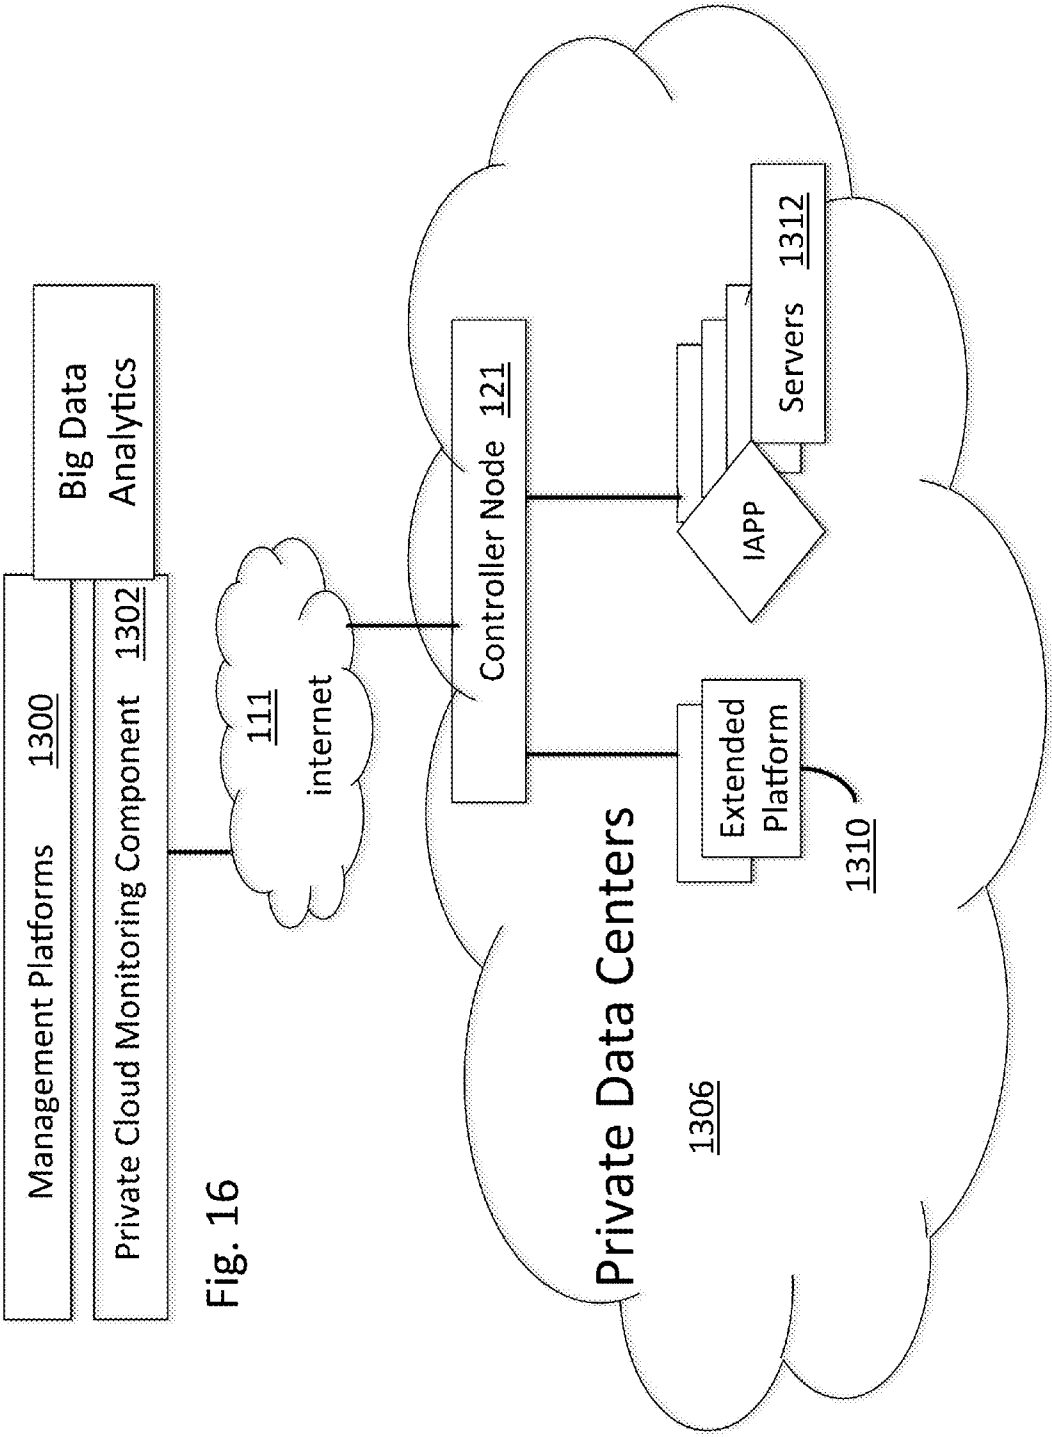 Management Platforms 1300
Private Cloud Monitoring Component 1302
Big Data
Analytics
Fig. 16
111
internet
Controller Node 121
Private Data Centers
1306
Extended
Platform
1310
IAPP
Servers 1312